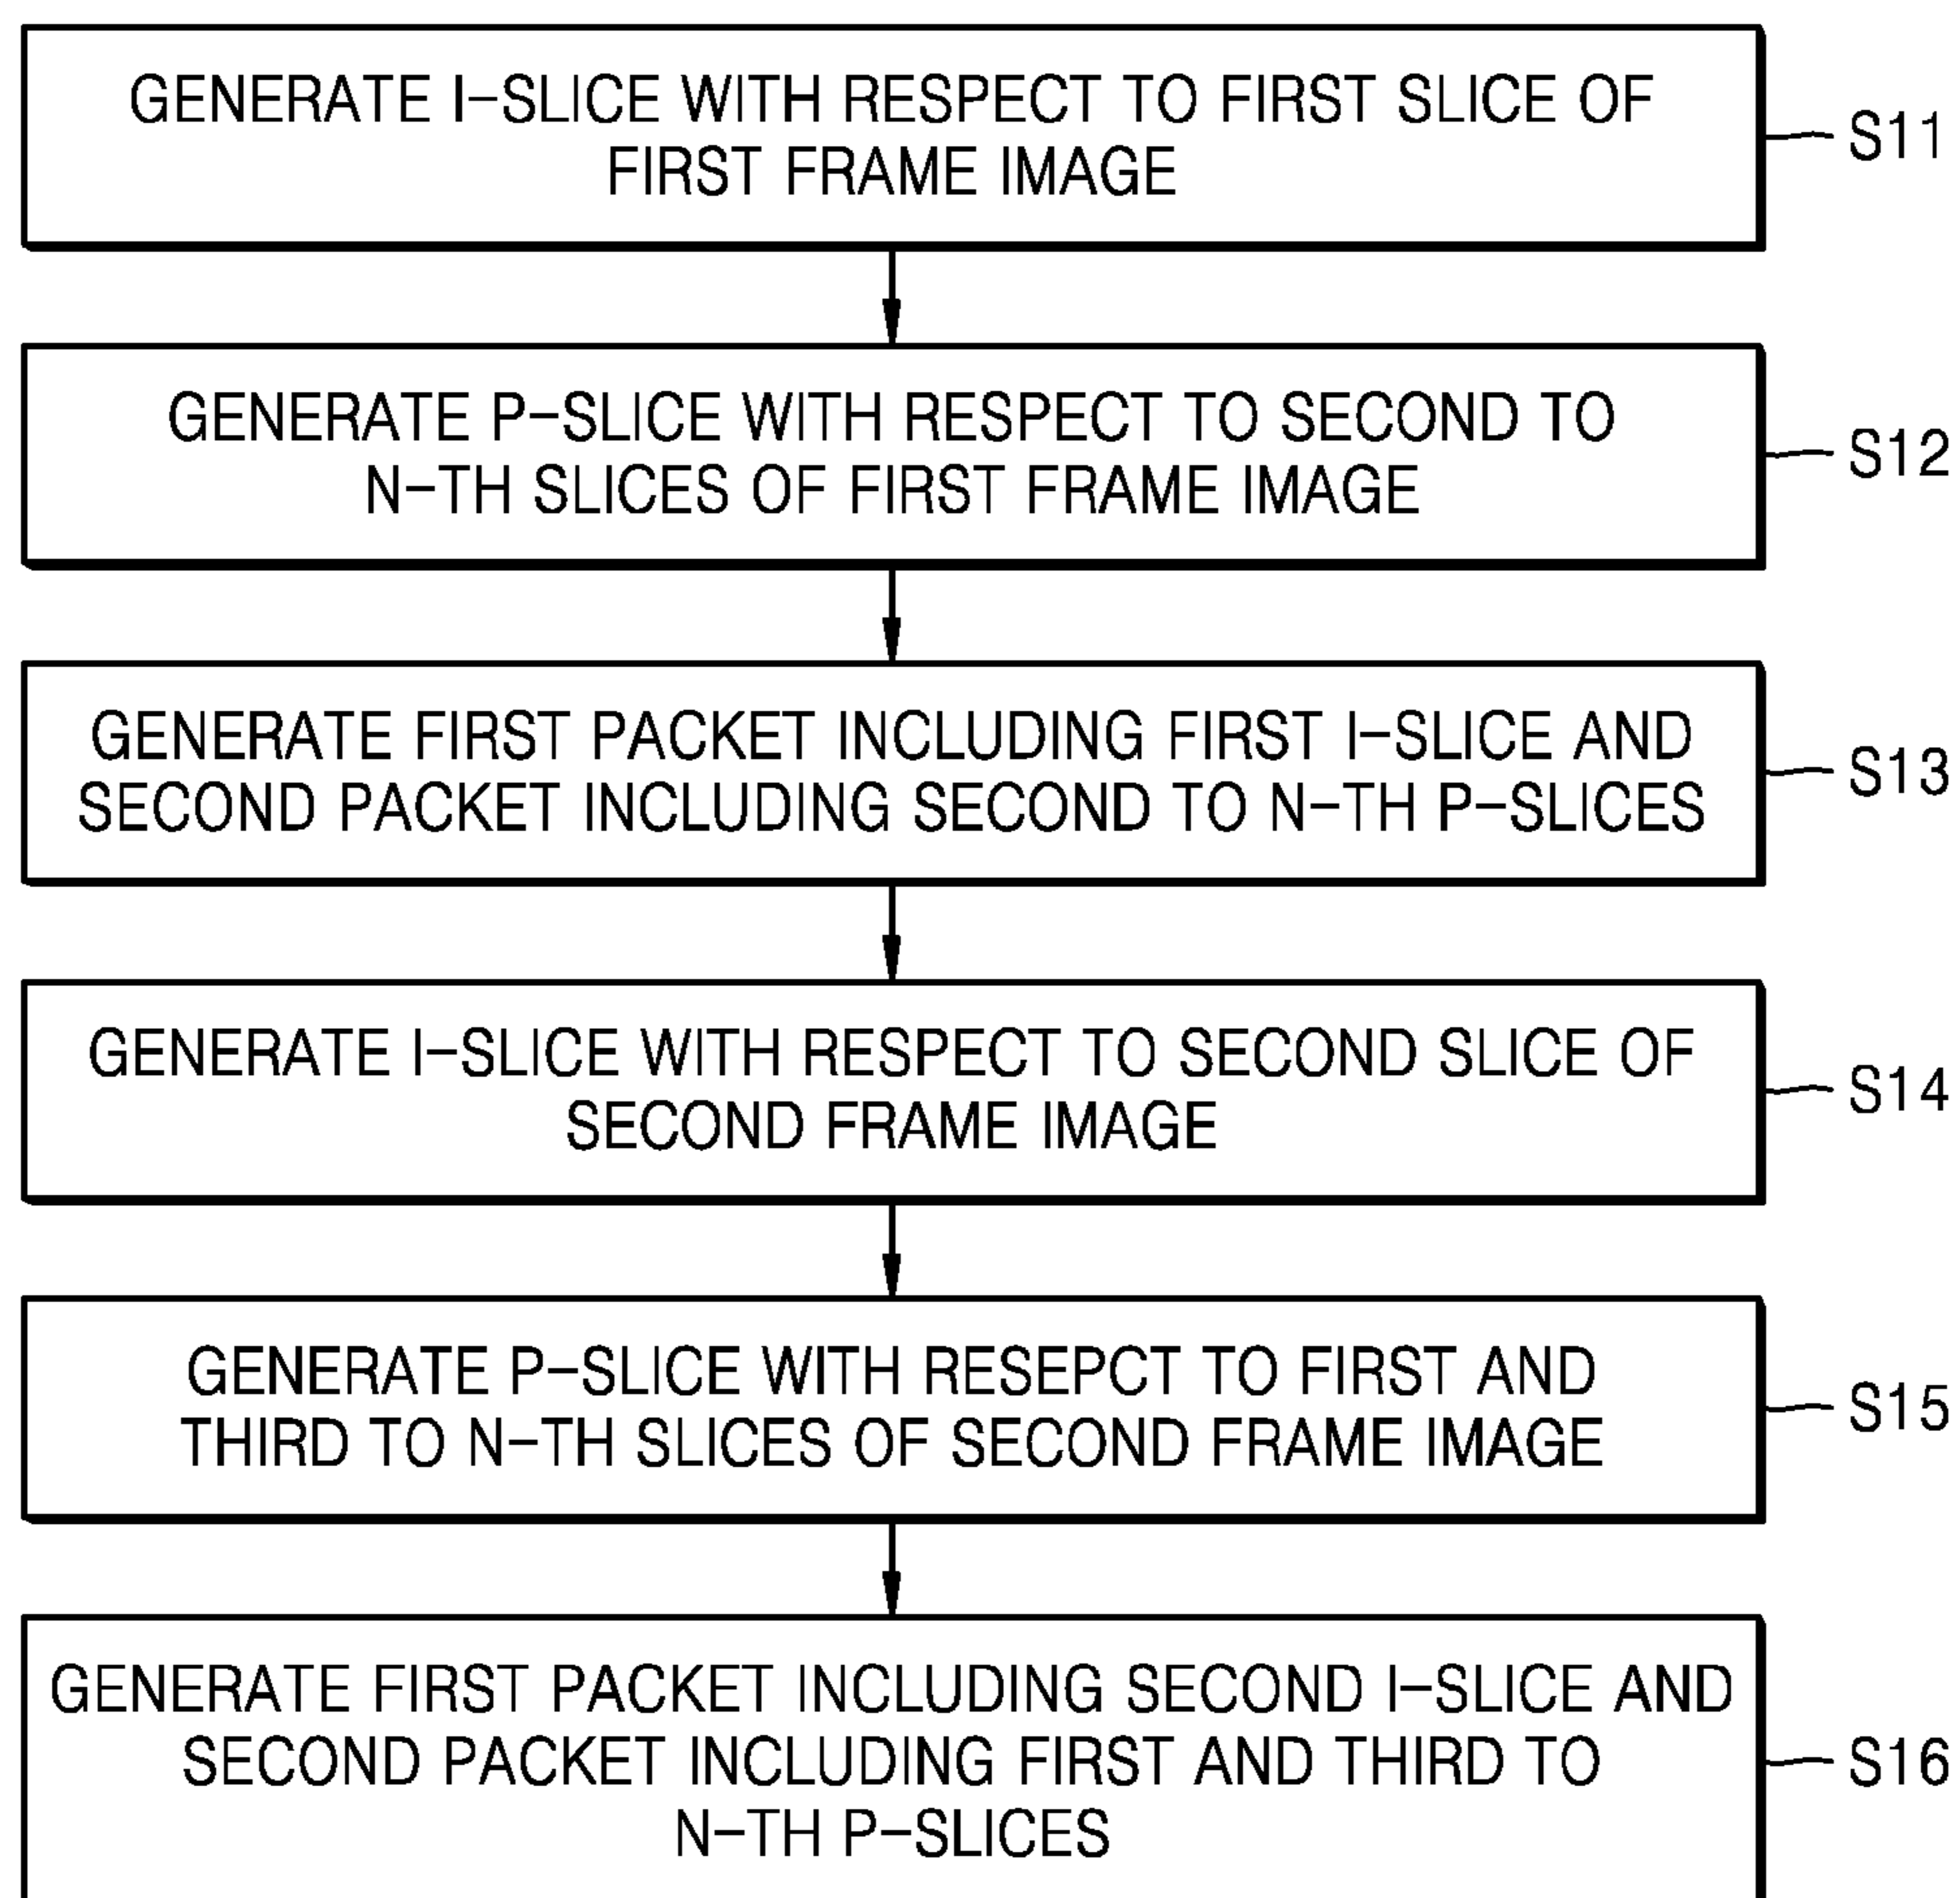 GENERATE I-SLICE WITH RESPECT TO FIRST SLICE OF
FIRST FRAME IMAGE
S11
GENERATE P-SLICE WITH RESPECT TO SECOND TO
N-TH SLICES OF FIRST FRAME IMAGE
S12
GENERATE FIRST PACKET INCLUDING FIRST I-SLICE AND
SECOND PACKET INCLUDING SECOND TO N-TH P-SLICES
S13
GENERATE I-SLICE WITH RESPECT TO SECOND SLICE OF
SECOND FRAME IMAGE
S14
GENERATE P-SLICE WITH RESEPCT TO FIRST AND
THIRD TO N-TH SLICES OF SECOND FRAME IMAGE
S15
GENERATE FIRST PACKET INCLUDING SECOND I-SLICE AND
SECOND PACKET INCLUDING FIRST AND THIRD TO
N-TH P-SLICES
S16